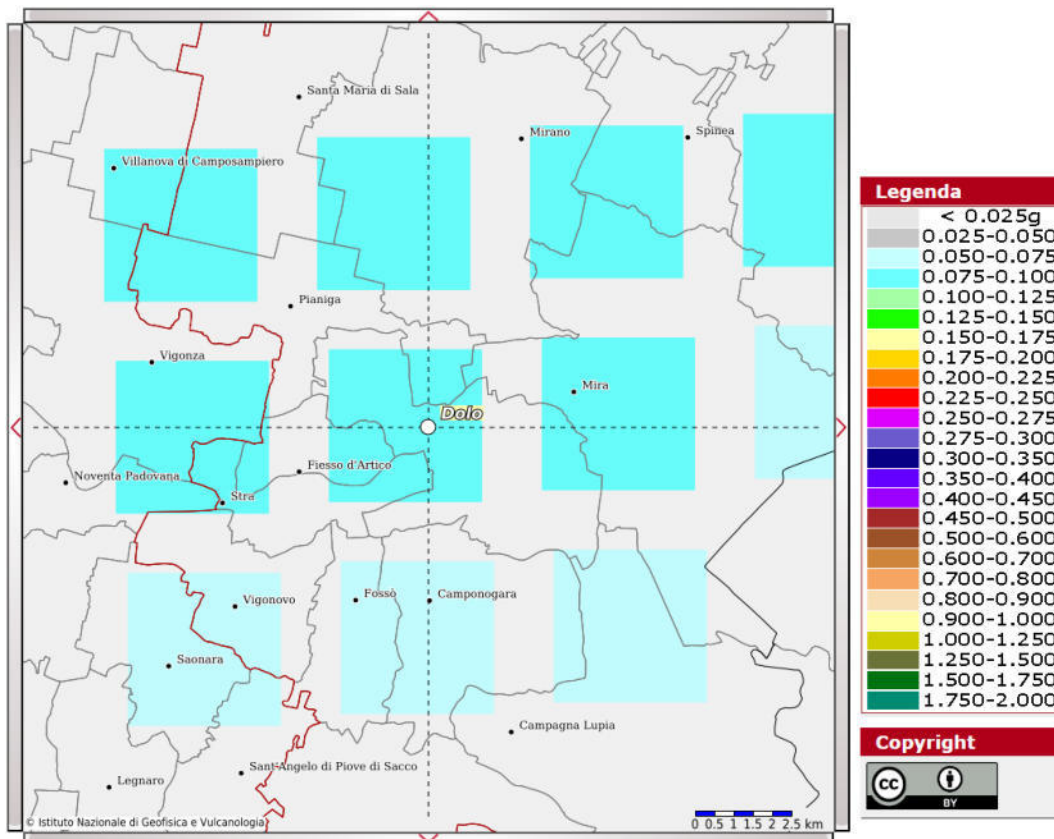 Santa Maria di Sala
Mirano
Spinea
Villanova di Camposampiero
Pianiga
Vigonza
Mira
Dolo
Noventa Padovana
Fiesso d'Artico
Stra
Vigonovo
Fossò
Camponogara
Saonara
Campagna Lupia
Sant'Angelo di Piove di Sacco
Legnaro
© Istituto Nazionale di Geofisica e Vulcanologia
0 0.5 1 1.5 2 2.5 km
Legenda
< 0.025g
0.025-0.050
0.050-0.075
0.075-0.100
0.100-0.125
0.125-0.150
0.150-0.175
0.175-0.200
0.200-0.225
0.225-0.250
0.250-0.275
0.275-0.300
0.300-0.350
0.350-0.400
0.400-0.450
0.450-0.500
0.500-0.600
0.600-0.700
0.700-0.800
0.800-0.900
0.900-1.000
1.000-1.250
1.250-1.500
1.500-1.750
1.750-2.000
Copyright
cc
BY